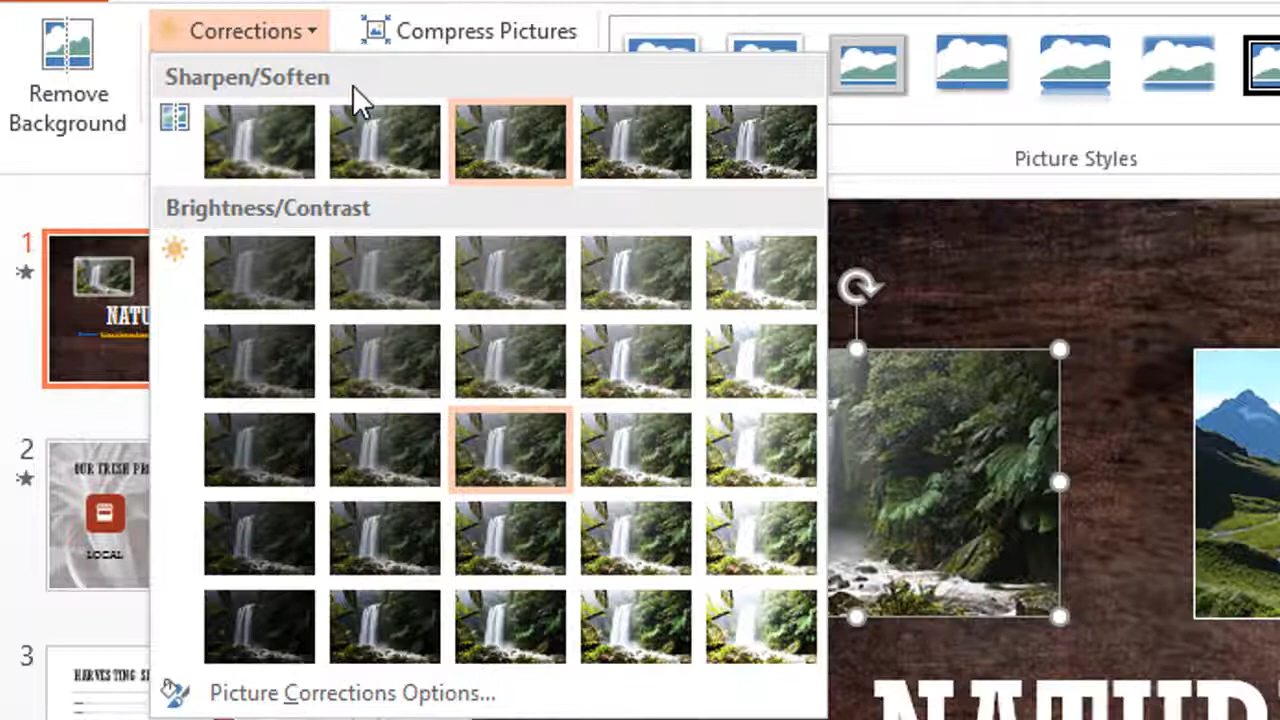 Corrections
Compress Pictures
Remove
Background
Sharpen/Soften
Picture Styles
Brightness/Contrast
1
NATU
2
OUR FRESH PR
LOCAL
3
HARVESTING S
Picture Corrections Options...
NATUR